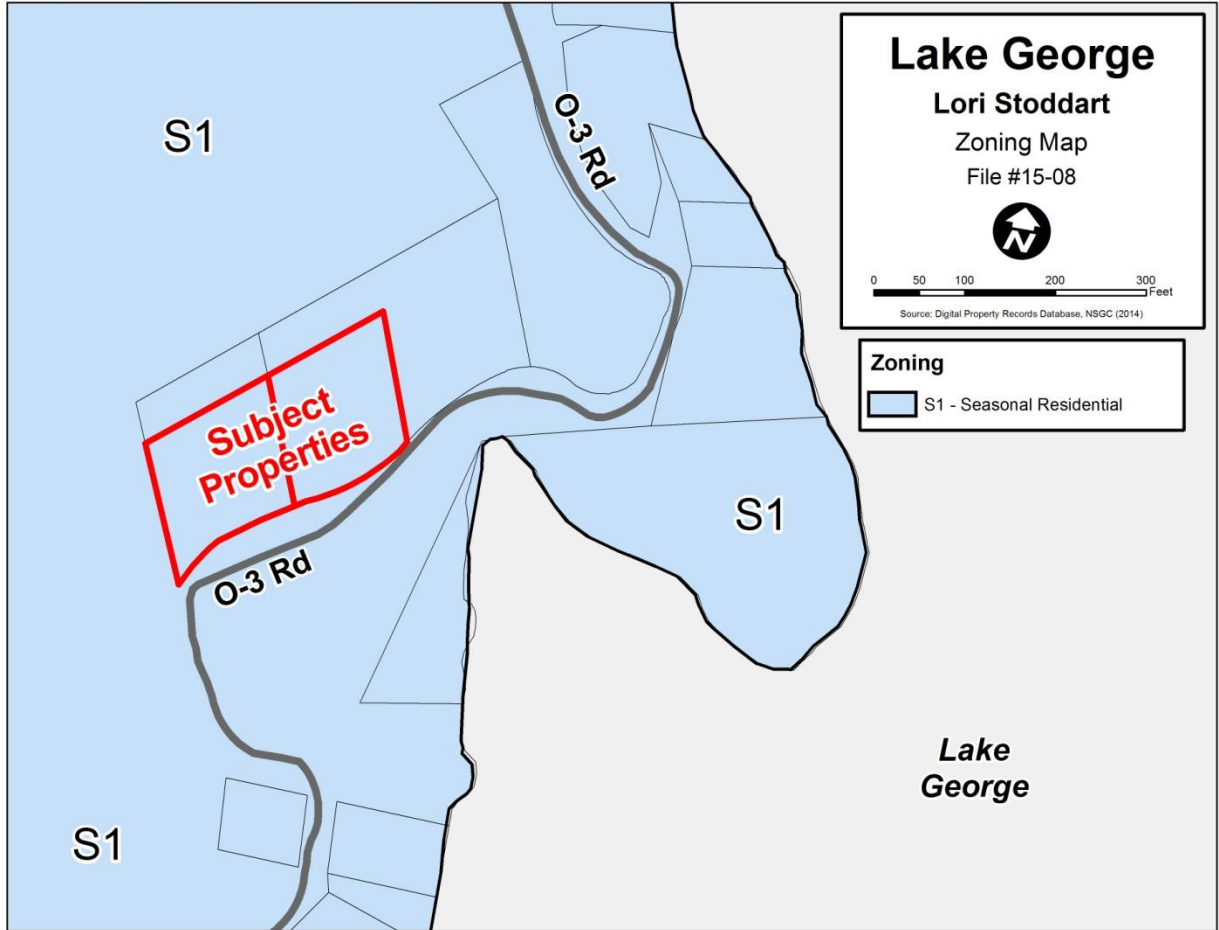 Lake George
Lori Stoddart
Zoning Map
File #15-08
N
0 50 100 200 300
Feet
Source: Digital Property Records Database, NSGC (2014)
Zoning
S1 - Seasonal Residential
S1
O-3 Rd
Subject
Properties
O-3 Rd
S1
S1
Lake
George